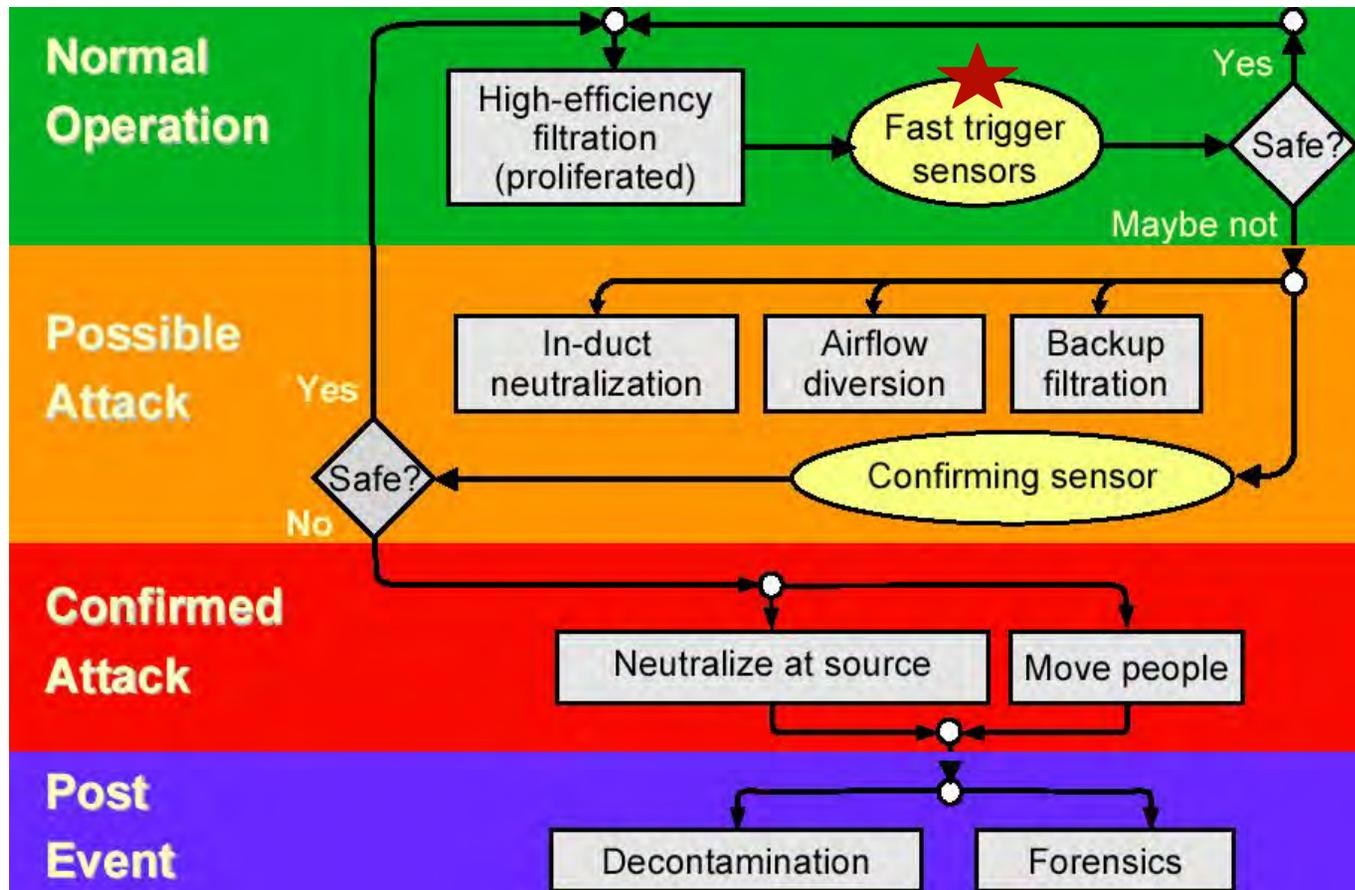 Normal
Operation
High-efficiency
filtration
(proliferated)
Fast trigger
sensors
Yes
Safe?
Maybe not
Possible
Attack
In-duct
neutralization
Airflow
diversion
Backup
filtration
Yes
Safe?
No
Confirming sensor
Confirmed
Attack
Neutralize at source
Move people
Post
Event
Decontamination
Forensics